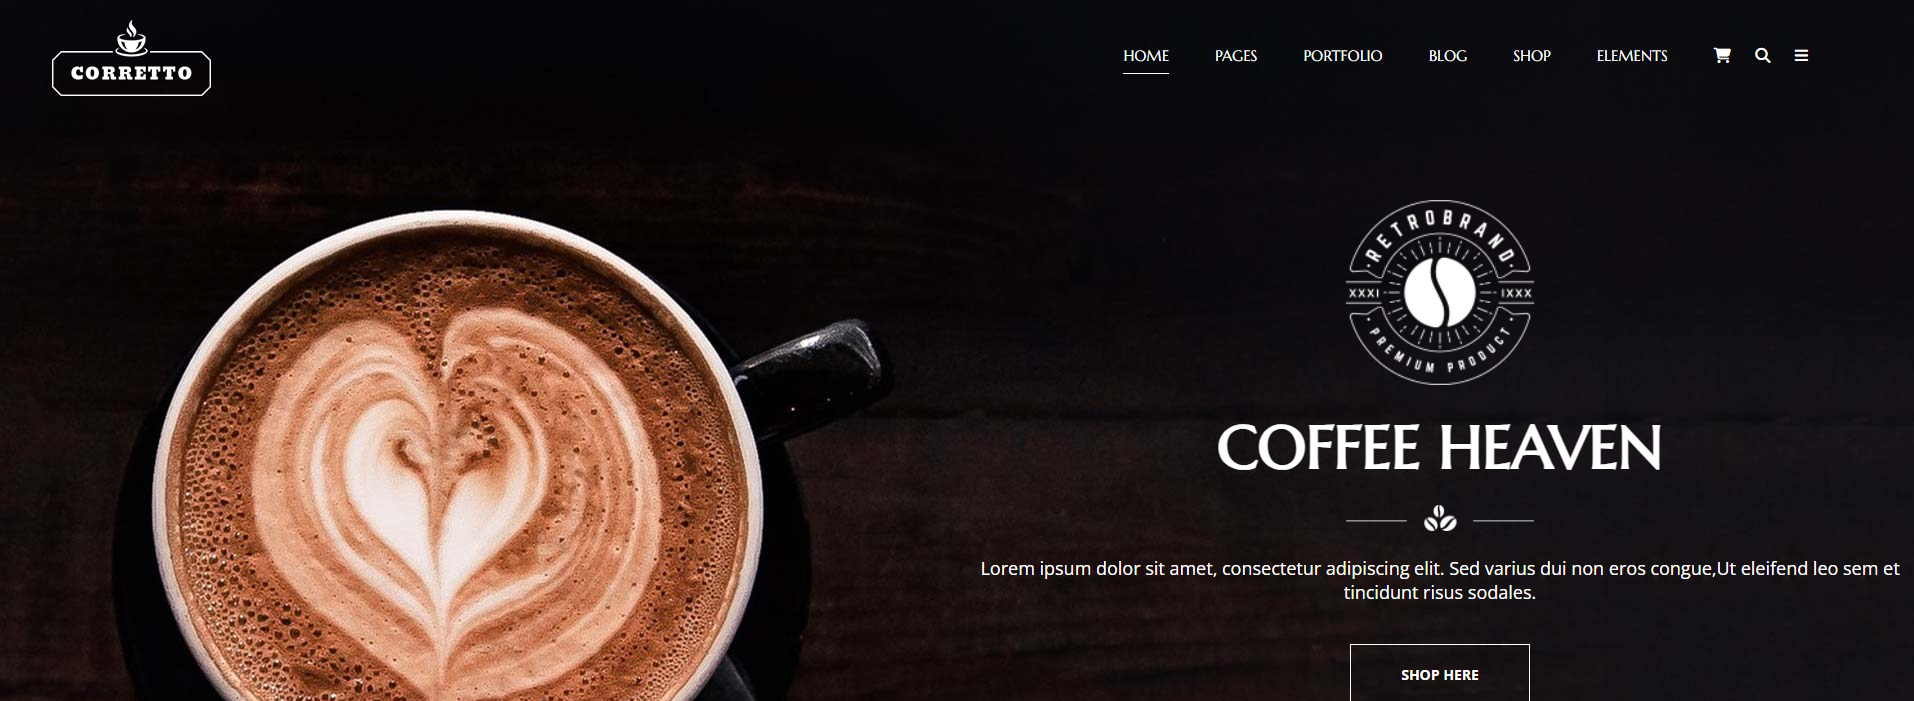 CORRETTO
HOME PAGES PORTFOLIO BLOG SHOP ELEMENTS
RETROBRAND
XXXI IXXX
PREMIUM PRODUCT
COFFEE HEAVEN
Lorem ipsum dolor sit amet, consectetur adipiscing elit. Sed varius dui non eros congue,Ut eleifend leo sem et
tincidunt risus sodales.
SHOP HERE